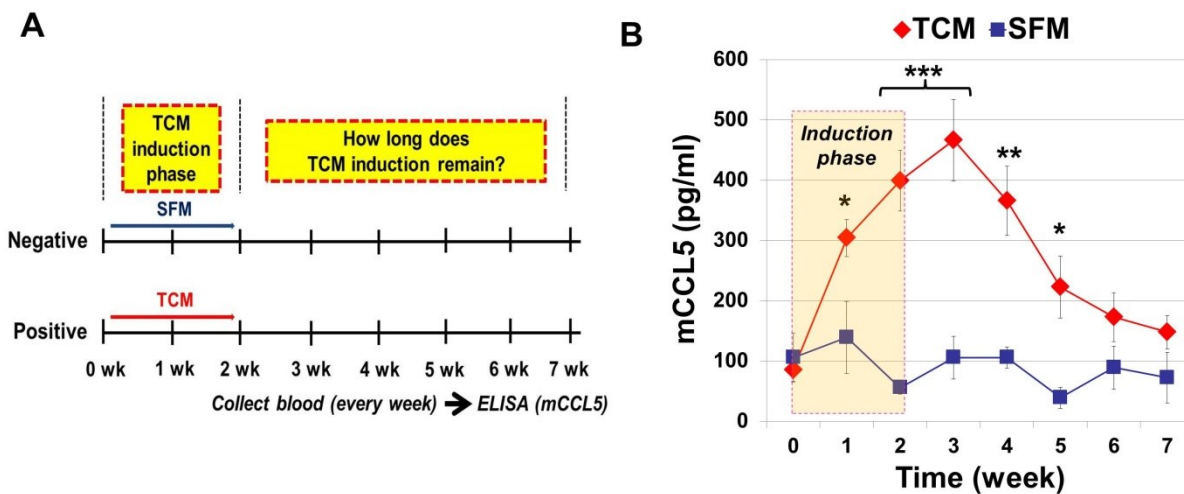 A
TCM
induction
phase
How long does
TCM induction remain?
SFM
Negative
TCM
Positive
0 wk 1 wk 2 wk 3 wk 4 wk 5 wk 6 wk 7 wk
Collect blood (every week) → ELISA (mCCL5)
B
TCM SFM
600
500
400
300
200
100
0
mCCL5 (pg/ml)
Induction
phase
*
***
**
*
0 1 2 3 4 5 6 7
Time (week)